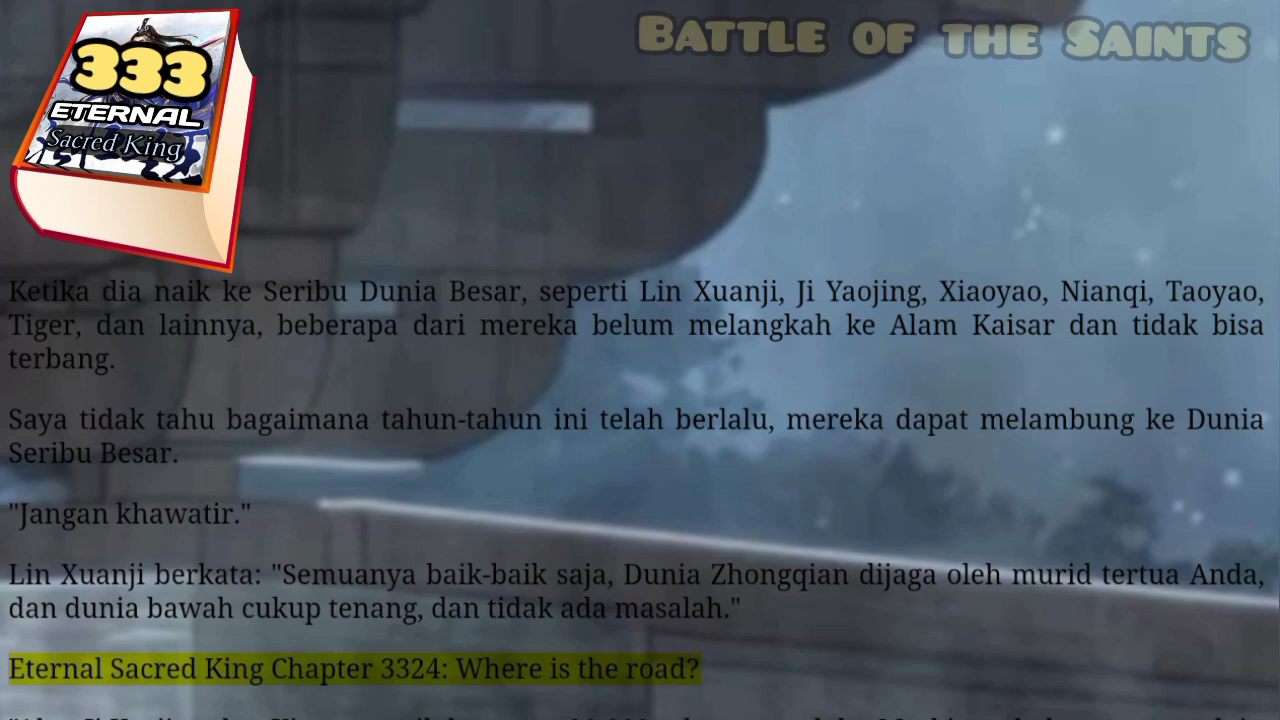 Battle of the Saints
333
ETERNAL
Sacred King
Ketika dia naik ke Seribu Dunia Besar, seperti Lin Xuanji, Ji Yaojing, Xiaoyao, Nianqi, Taoyao,
Tiger, dan lainnya, beberapa dari mereka belum melangkah ke Alam Kaisar dan tidak bisa
terbang.
Saya tidak tahu bagaimana tahun-tahun ini telah berlalu, mereka dapat melambung ke Dunia
Seribu Besar.
"Jangan khawatir."
Lin Xuanji berkata: "Semuanya baik-baik saja, Dunia Zhongqian dijaga oleh murid tertua Anda,
dan dunia bawah cukup tenang, dan tidak ada masalah."
Eternal Sacred King Chapter 3324: Where is the road?